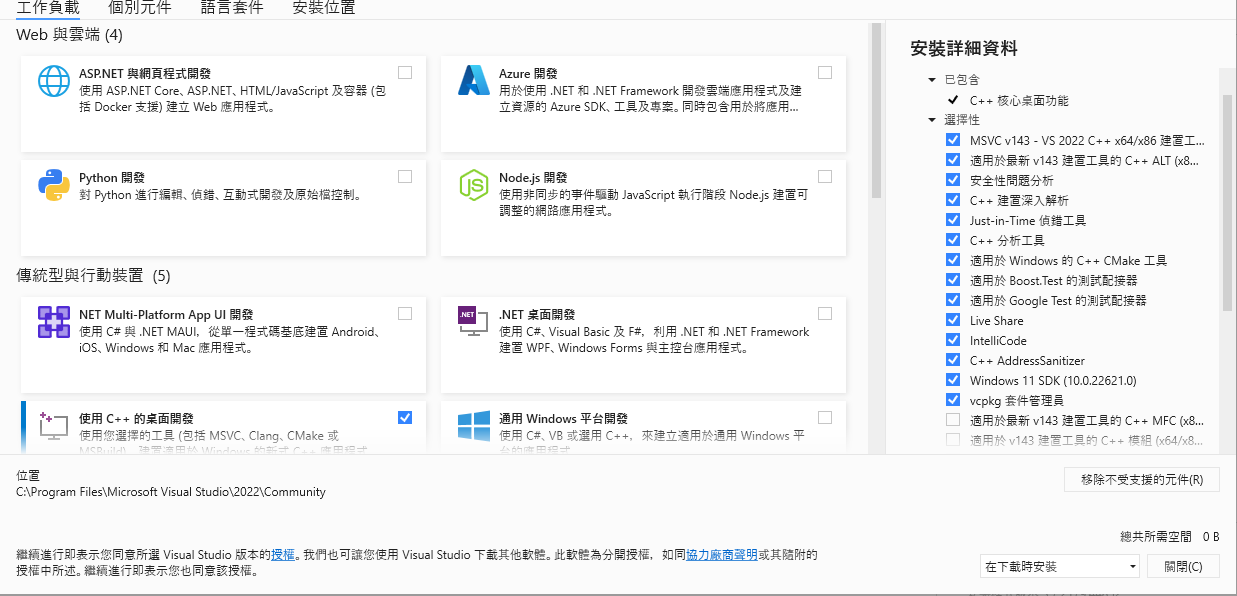 工作負載 個別元件 語言套件 安裝位置
Web 與雲端 (4)
ASP.NET 與網頁程式開發
使用 ASP.NET Core、ASP.NET、HTML/JavaScript 及容器 (包
括 Docker 支援) 建立 Web 應用程式。
Azure 開發
用於使用 .NET 和 .NET Framework 開發雲端應用程式及建
立資源的 Azure SDK、工具及專案。同時包含用於將應用...
Python 開發
對 Python 進行編輯、偵錯、互動式開發及原始檔控制。
Node.js 開發
使用非同步的事件驅動 JavaScript 執行階段 Node.js 建置可
調整的網路應用程式。
傳統型與行動裝置 (5)
NET Multi-Platform App UI 開發
使用 C# 與 .NET MAUI，從單一程式碼基底建置 Android、
iOS、Windows 和 Mac 應用程式。
.NET
.NET 桌面開發
使用 C#、Visual Basic 及 F#，利用 .NET 和 .NET Framework
建置 WPF、Windows Forms 與主控台應用程式。
使用 C++ 的桌面開發
使用您選擇的工具 (包括 MSVC、Clang、CMake 或
MSBuild)，建置適用於 Windows 的新式 C++ 應用程式
通用 Windows 平台開發
使用 C#、VB 或選用 C++，來建立適用於通用 Windows 平
台的應用程式
安裝詳細資料
已包含
C++ 核心桌面功能
選擇性
MSVC v143 - VS 2022 C++ x64/x86 建置工...
適用於最新 v143 建置工具的 C++ ALT (x8...
安全性問題分析
C++ 建置深入解析
Just-in-Time 偵錯工具
C++ 分析工具
適用於 Windows 的 C++ CMake 工具
適用於 Boost.Test 的測試配接器
適用於 Google Test 的測試配接器
Live Share
IntelliCode
C++ AddressSanitizer
Windows 11 SDK (10.0.22621.0)
vcpkg 套件管理員
適用於最新 v143 建置工具的 C++ MFC (x8...
適用於 v143 建置工具的 C++ 模組 (x64/x8...
位置
C:\Program Files\Microsoft Visual Studio\2022\Community
移除不受支援的元件(R)
總共所需空間 0 B
繼續進行即表示您同意所選 Visual Studio 版本的授權。我們也可讓您使用 Visual Studio 下載其他軟體。此軟體為分開授權，如同協力廠商聲明或其隨附的
授權中所述。繼續進行即表示您也同意該授權。
在下載時安裝
關閉(C)